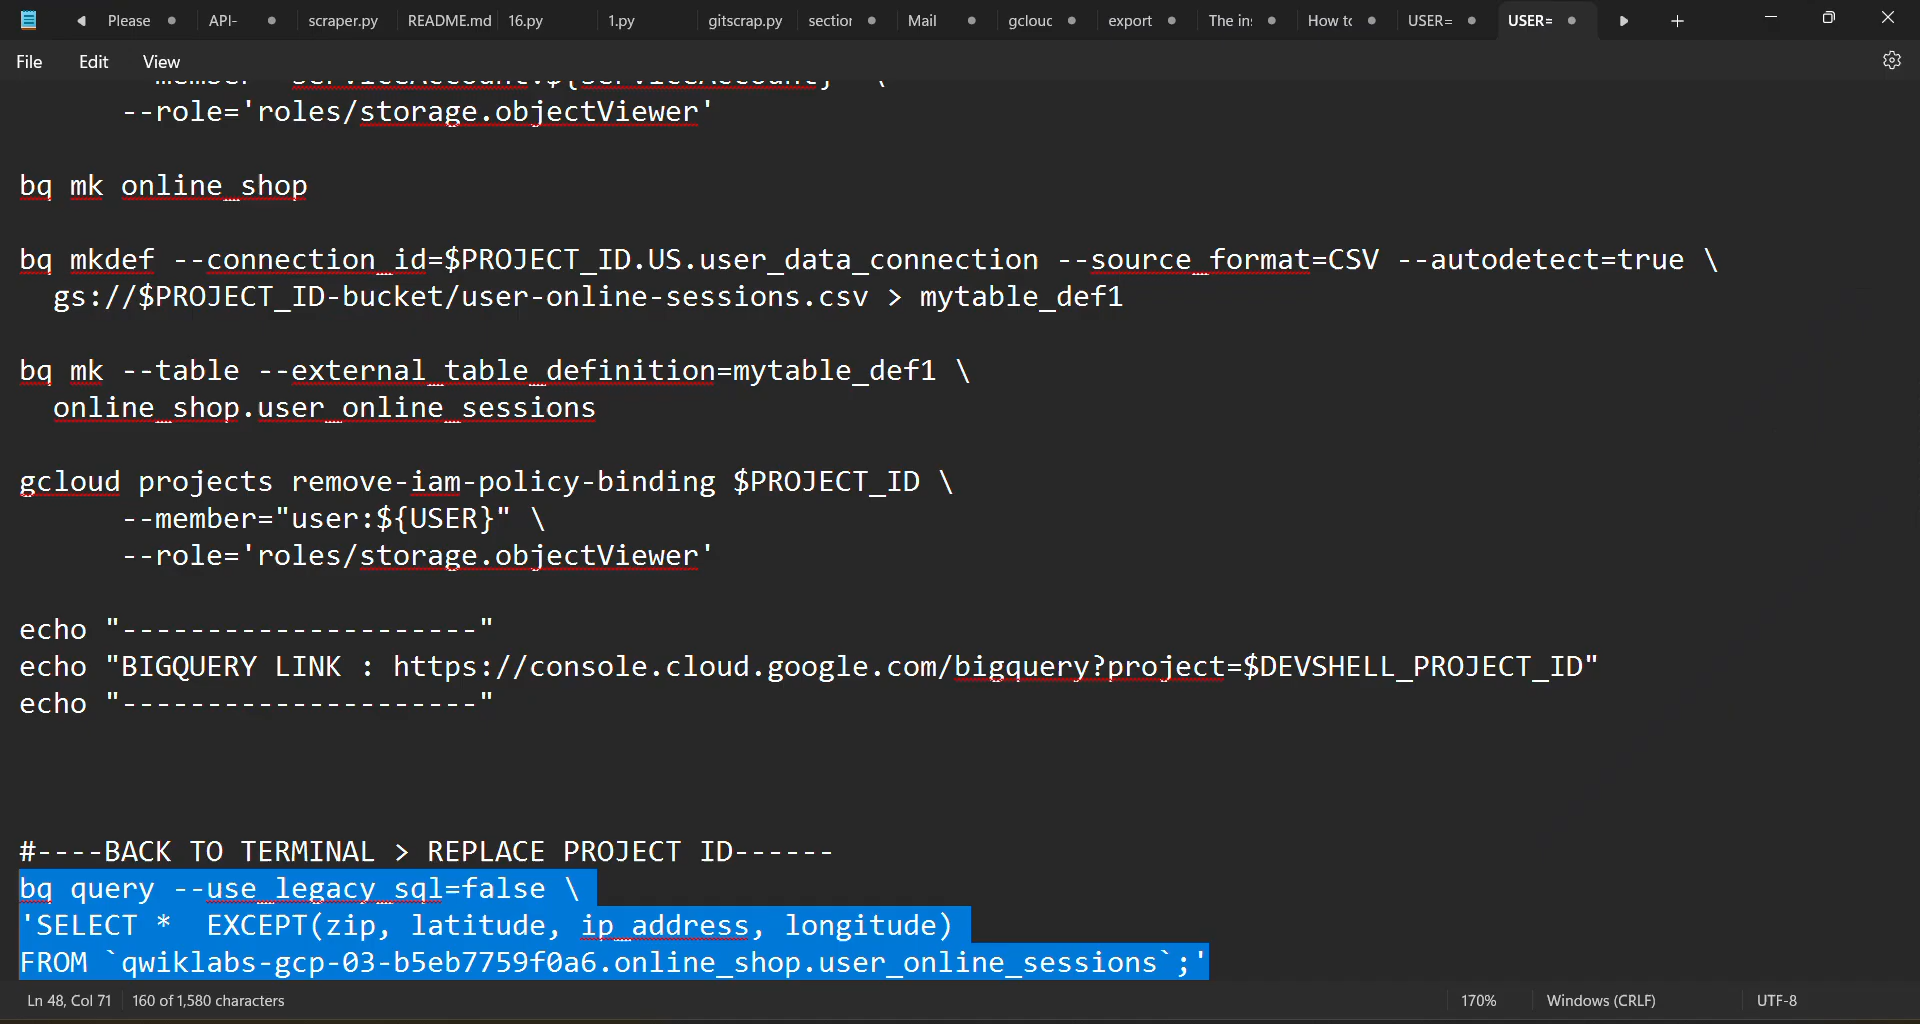 Please
API-
scraper.py
README.md
16.py
1.py
gitscrap.py
section
Mail
gcloud
export
The in
How to
USER=
USER=
File
Edit
View
--role='roles/storage.objectViewer'
bq mk online_shop
bq mkdef --connection_id=$PROJECT_ID.US.user_data_connection --source_format=CSV --autodetect=true \
gs://$PROJECT_ID-bucket/user-online-sessions.csv > mytable_def1
bq mk --table --external_table_definition=mytable_def1 \
online_shop.user_online_sessions
gcloud projects remove-iam-policy-binding $PROJECT_ID \
--member="user:${USER}" \
--role='roles/storage.objectViewer'
echo "---------------------"
echo "BIGQUERY LINK : https://console.cloud.google.com/bigquery?project=$DEVSHELL_PROJECT_ID"
echo "---------------------"
#----BACK TO TERMINAL > REPLACE PROJECT ID------
bq query --use_legacy_sql=false \
'SELECT *  EXCEPT(zip, latitude, ip_address, longitude)
FROM `qwiklabs-gcp-03-b5eb7759f0a6.online_shop.user_online_sessions`;'
Ln 48, Col 71
160 of 1,580 characters
170%
Windows (CRLF)
UTF-8